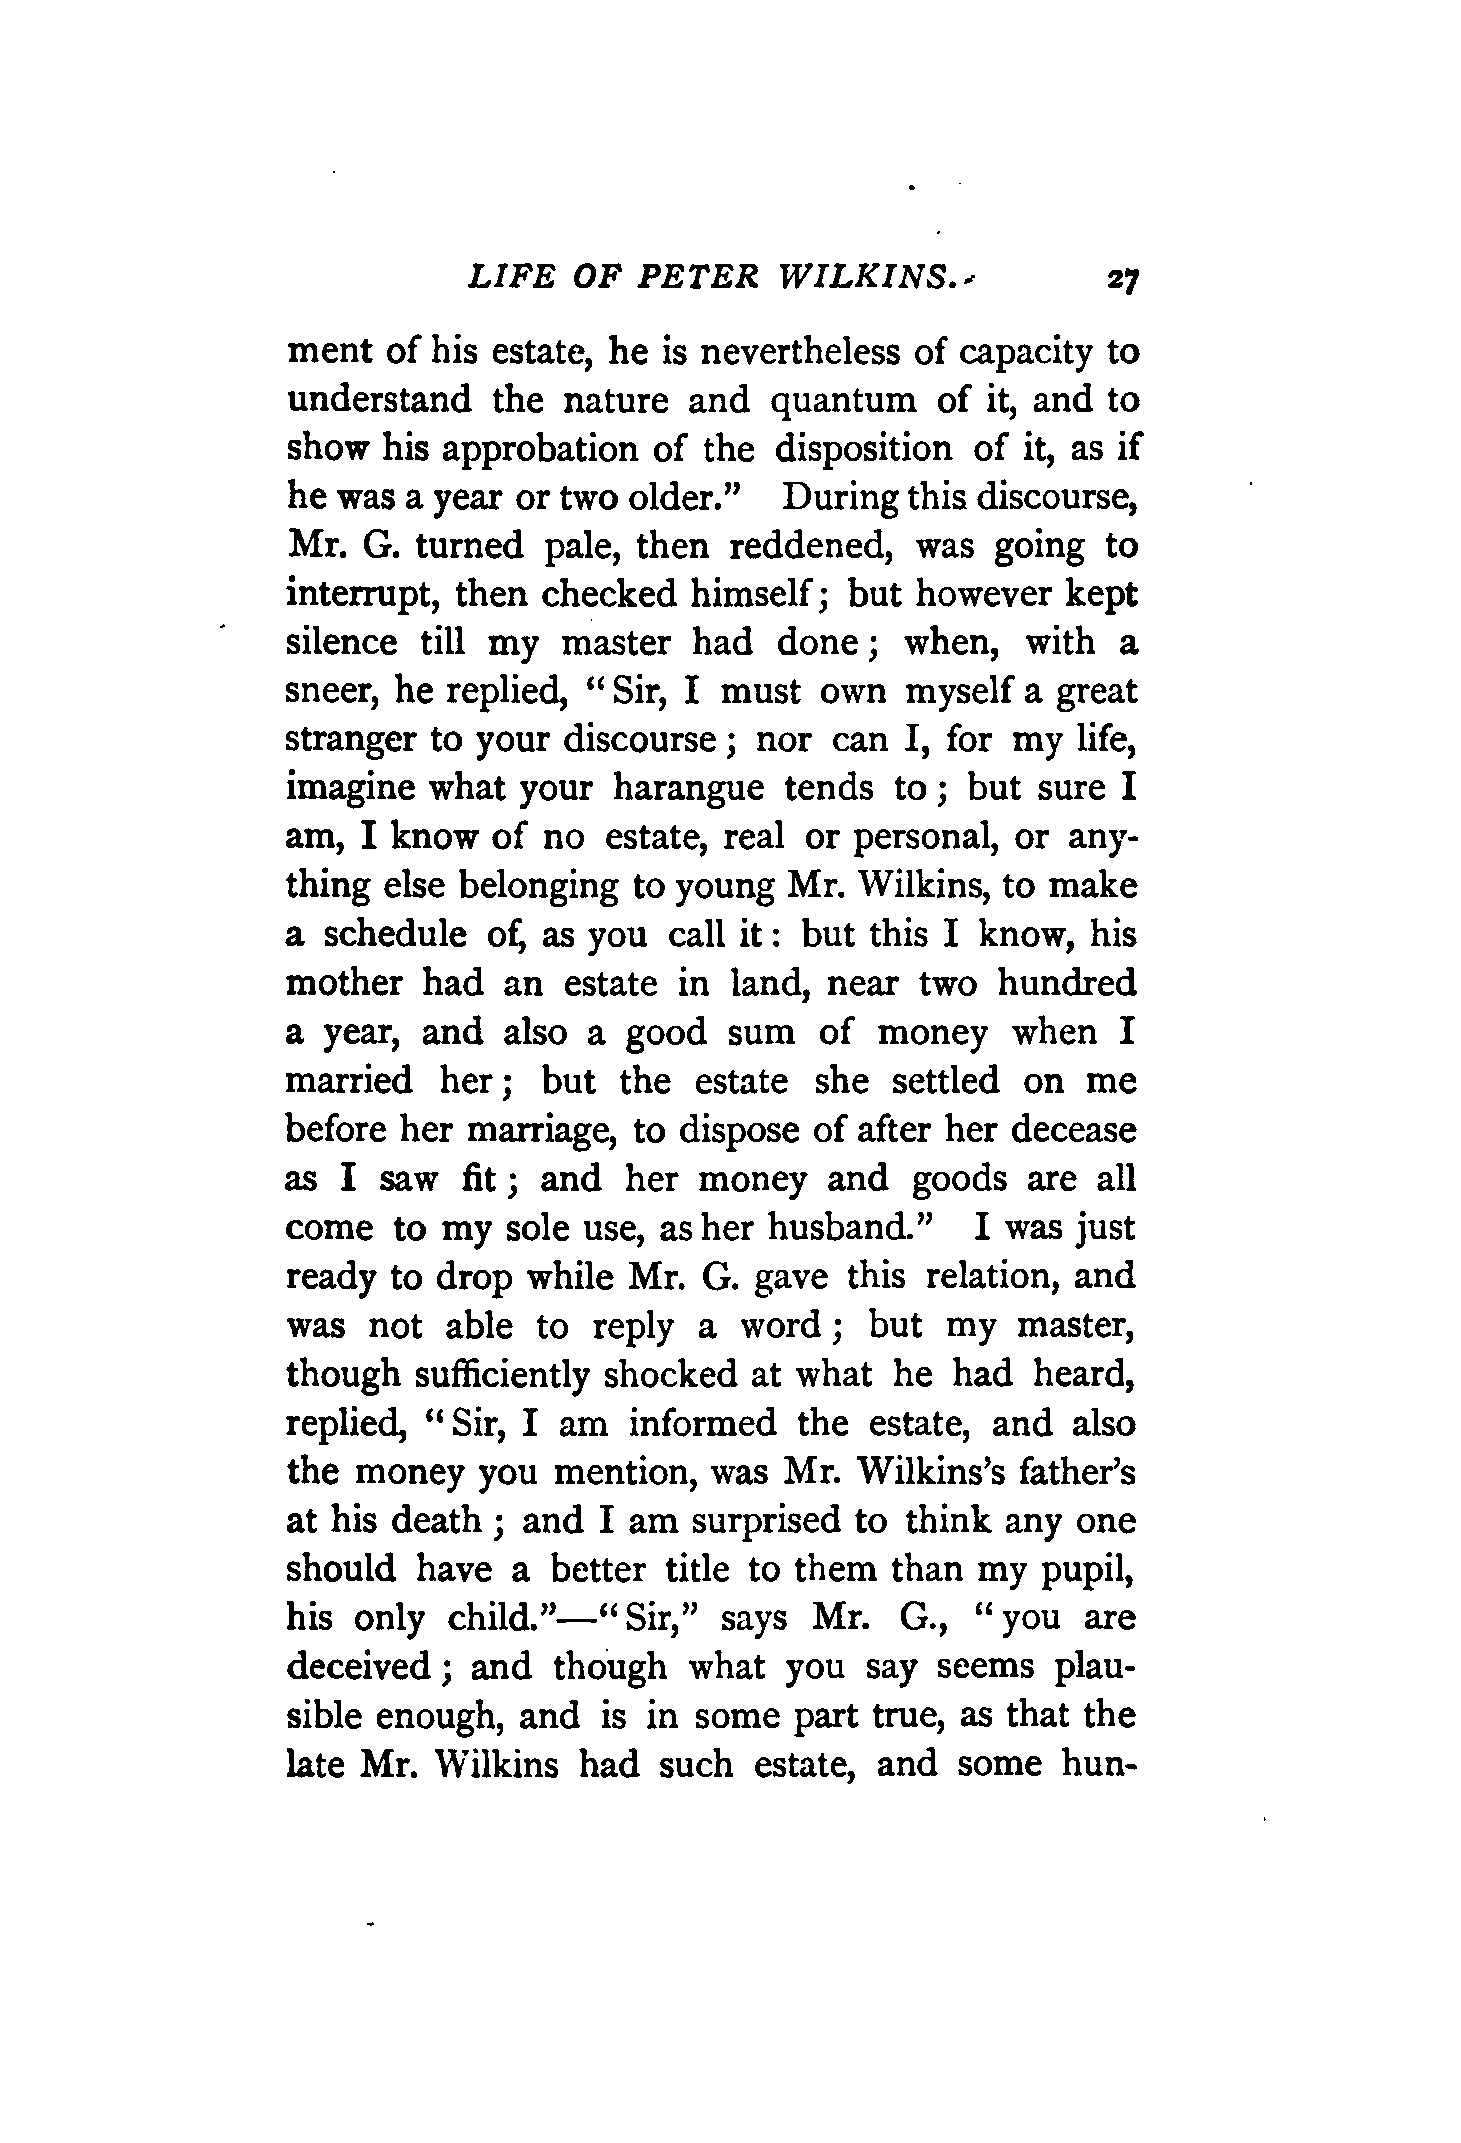 LIFE OF PETER WILKINS. 27
ment of his estate, he is nevertheless of capacity to
understand the nature and quantum of it, and to
show his approbation of the disposition of it, as if
he was a year or two older.” During this discourse,
Mr. G. turned pale, then reddened, was going to
interrupt, then checked himself; but however kept
silence till my master had done; when, with a
sneer, he replied, “Sir, I must own myself a great
stranger to your discourse; nor can I, for my life,
imagine what your harangue tends to; but sure I
am, I know of no estate, real or personal, or any-
thing else belonging to young Mr. Wilkins, to make
a schedule of, as you call it: but this I know, his
mother had an estate in land, near two hundred
a year, and also a good sum of money when I
married her; but the estate she settled on me
before her marriage, to dispose of after her decease
as I saw fit; and her money and goods are all
come to my sole use, as her husband.” I was just
ready to drop while Mr. G. gave this relation, and
was not able to reply a word; but my master,
though sufficiently shocked at what he had heard,
replied, “Sir, I am informed the estate, and also
the money you mention, was Mr. Wilkins’s father’s
at his death; and I am surprised to think any one
should have a better title to them than my pupil,
his only child.”—“Sir,” says Mr. G., “you are
deceived; and though what you say seems plau-
sible enough, and is in some part true, as that the
late Mr. Wilkins had such estate, and some hun-